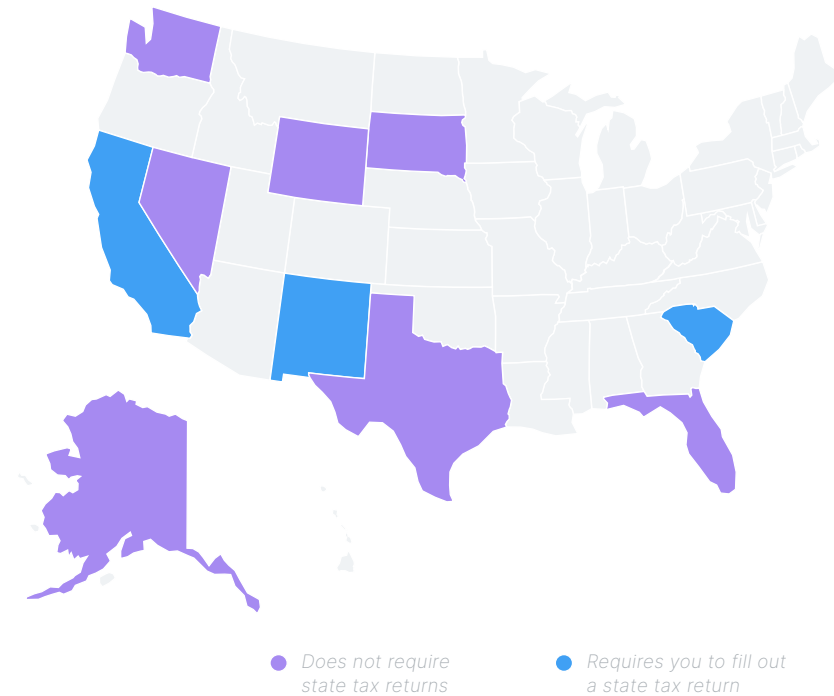 Does not require
state tax returns
Requires you to fill out
a state tax return